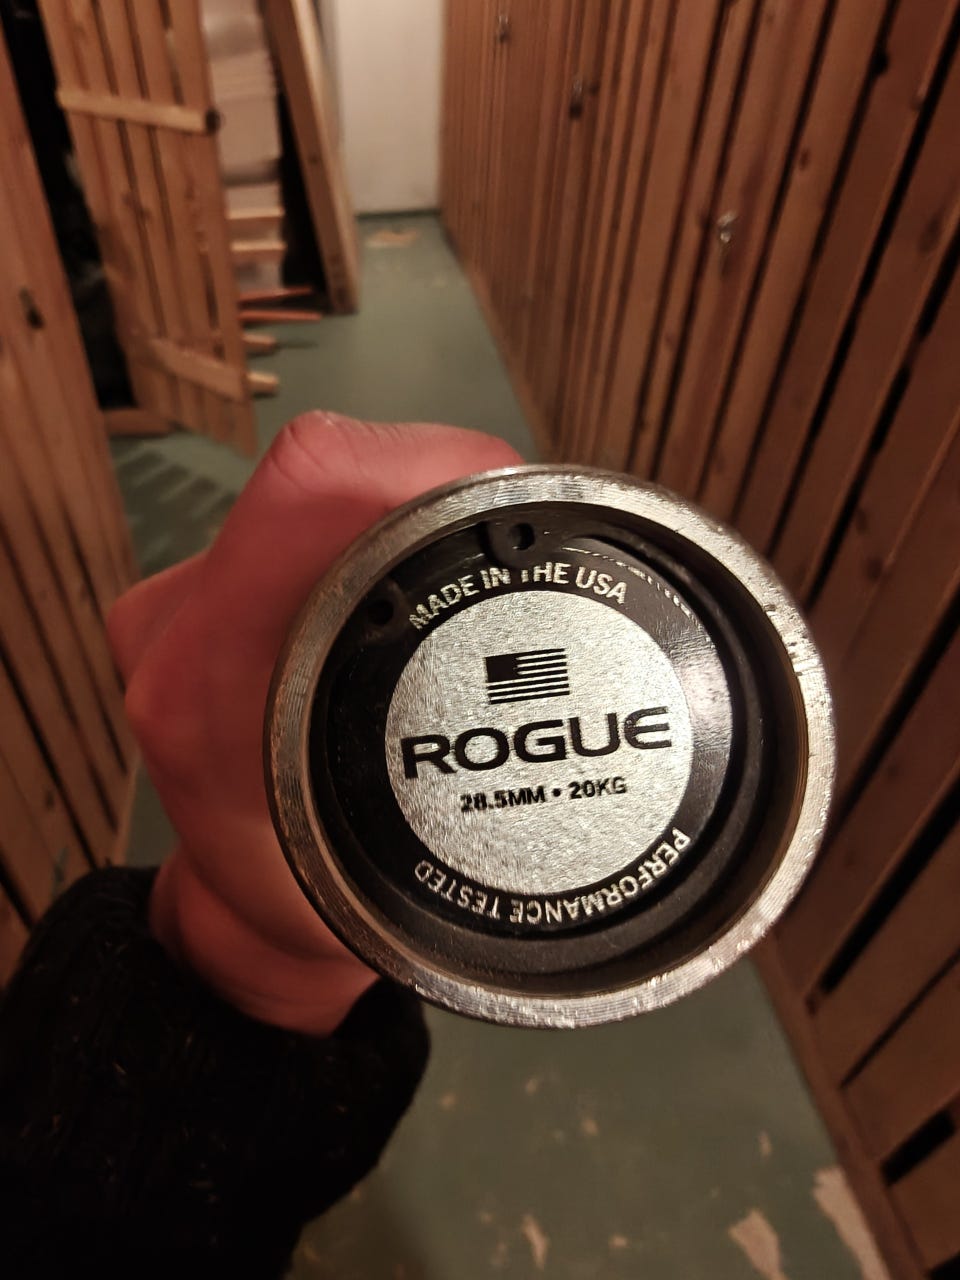 MADE IN THE USA
ROGUE
28.5MM • 20KG
PERFORMANCE TESTED